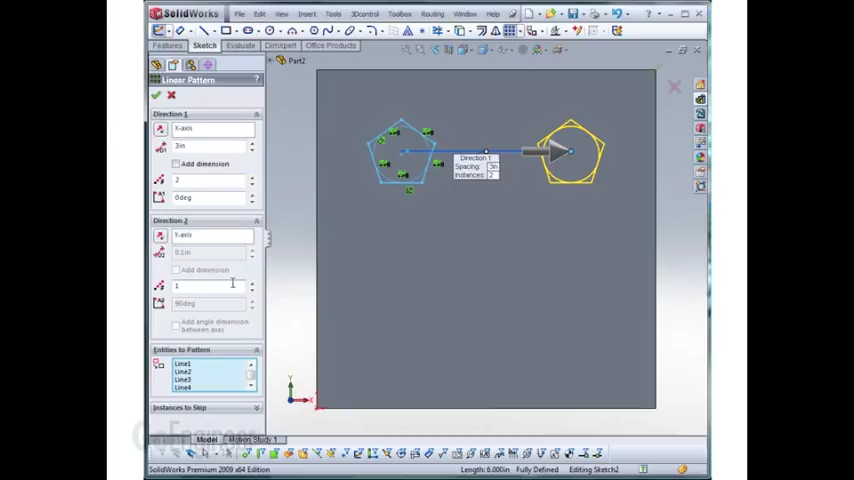 SolidWorks File Edit View Insert Tools 3Dcontrol Toolbox Routing Window Help
Features Sketch Evaluate DimXpert Office Products
Part2
Linear Pattern ?
Direction 1
X-axis
3in
Add dimension
2
0deg
Direction 2
Y-axis
0.1in
Add dimension
1
90deg
Add angle dimension
between axes
Entities to Pattern
Line1
Line2
Line3
Line4
Instances to Skip
Direction 1
Spacing: 3in
Instances: 2
Y
X
GoEngineer
Model Motion Study 1
SolidWorks Premium 2009 x64 Edition Length: 6.000in Fully Defined Editing Sketch2